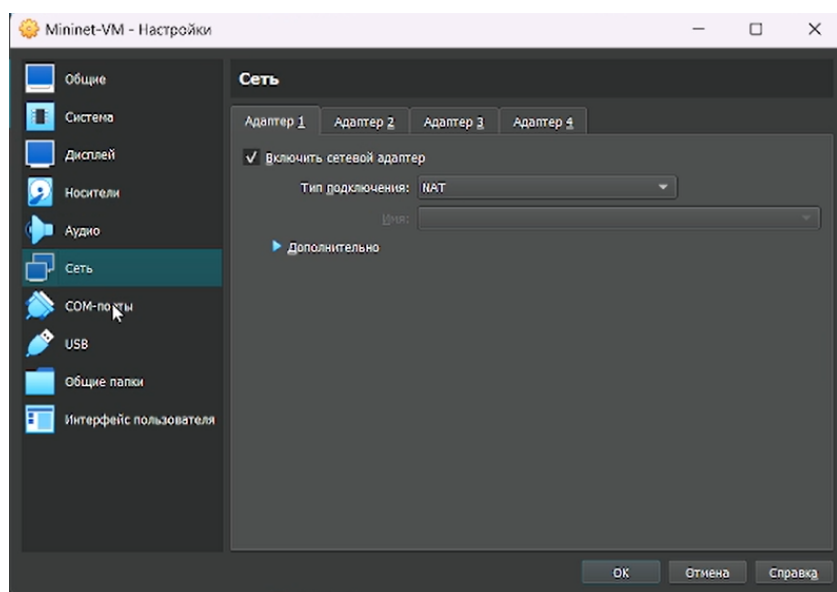 Mininet-VM - Настройки
Общие
Система
Дисплей
Носители
Аудио
Сеть
COM-порты
USB
Общие папки
Интерфейс пользователя
Сеть
Адаптер 1 Адаптер 2 Адаптер 3 Адаптер 4
Включить сетевой адаптер
Тип подключения: NAT
Имя:
Дополнительно
ОК Отмена Справка